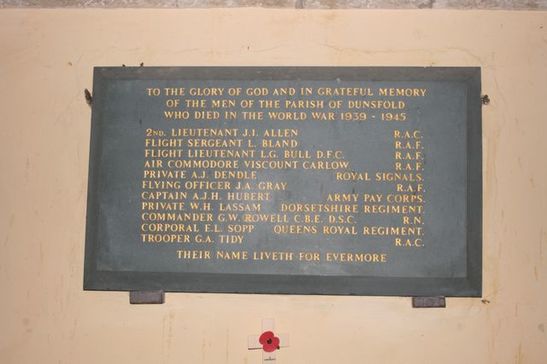 TO THE GLORY OF GOD AND IN GRATEFUL MEMORY
OF THE MEN OF THE PARISH OF DUNSFOLD
WHO DIED IN THE WORLD WAR 1939 - 1945
2ND. LIEUTENANT J.I. ALLEN R.A.C.
FLIGHT SERGEANT L. BLAND R.A.F.
FLIGHT LIEUTENANT L.G. BULL D.F.C. R.A.F.
AIR COMMODORE VISCOUNT CARLOW R.A.F.
PRIVATE A.J. DENDLE ROYAL SIGNALS.
FLYING OFFICER J.A. GRAY R.A.F.
CAPTAIN A.J.H. HUBERT ARMY PAY CORPS.
PRIVATE W.H. LASSAM DORSETSHIRE REGIMENT.
COMMANDER G.W. ROWELL C.B.E. D.S.C. R.N.
CORPORAL E.L. SOPP QUEENS ROYAL REGIMENT.
TROOPER G.A. TIDY R.A.C.
THEIR NAME LIVETH FOR EVERMORE